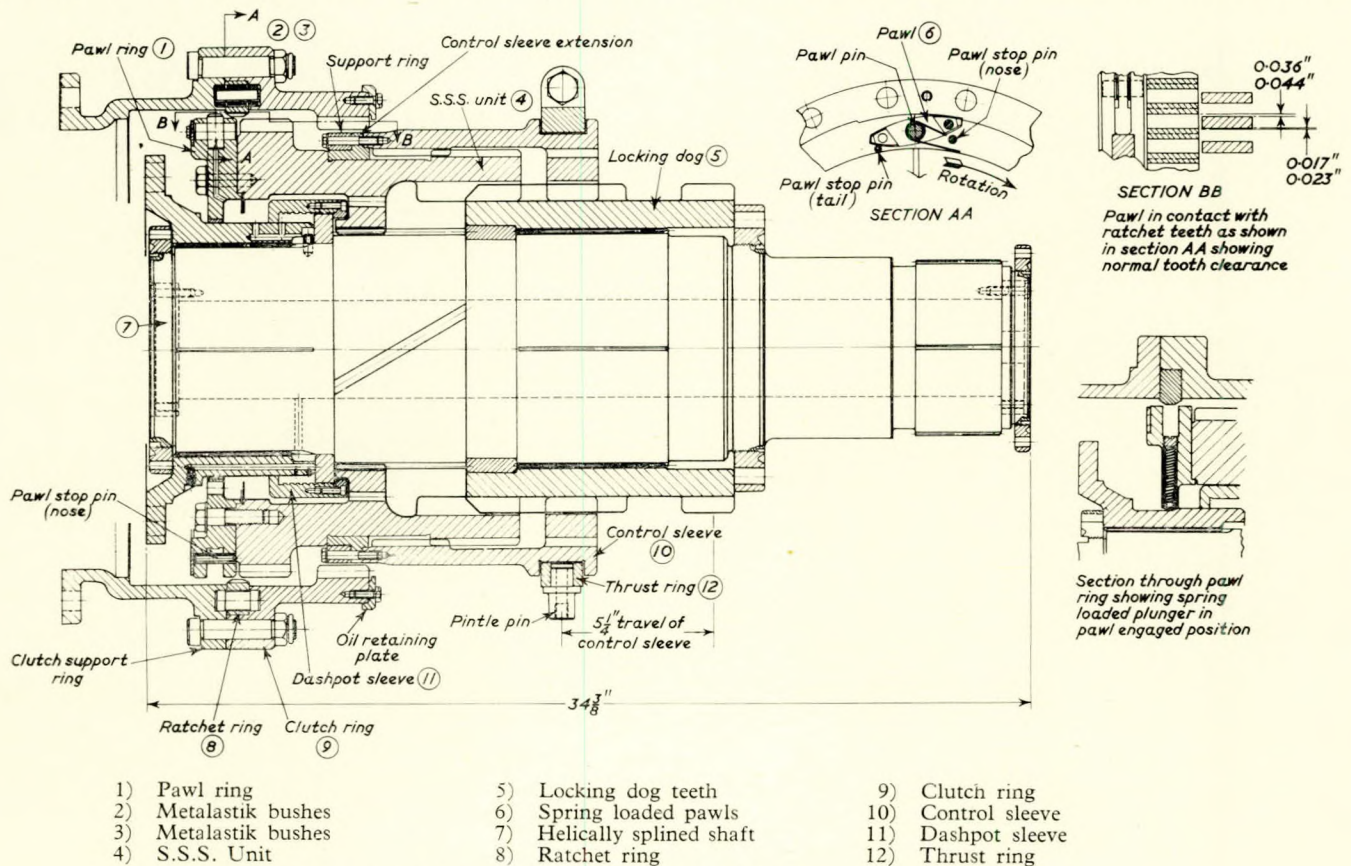 A
② ③
Pawl ring ①
Control sleeve extension
Support ring
S.S.S. unit ④
B
B
A
Locking dog ⑤
Pawl ⑥
Pawl pin
Pawl stop pin
(nose)
Pawl stop pin
(tail)
Rotation
SECTION AA
0·036"
0·044"
0·017"
0·023"
SECTION BB
Pawl in contact with
ratchet teeth as shown
in section AA showing
normal tooth clearance
⑦
Pawl stop pin
(nose)
Control sleeve
⑩
Thrust ring ⑫
Pintle pin
5¼" travel of
control sleeve
Oil retaining
plate
Clutch support
ring
Dashpot sleeve ⑪
34⅜"
Ratchet ring
⑧
Clutch ring
⑨
Section through pawl
ring showing spring
loaded plunger in
pawl engaged position
1) Pawl ring
2) Metalastik bushes
3) Metalastik bushes
4) S.S.S. Unit
5) Locking dog teeth
6) Spring loaded pawls
7) Helically splined shaft
8) Ratchet ring
9) Clutch ring
10) Control sleeve
11) Dashpot sleeve
12) Thrust ring